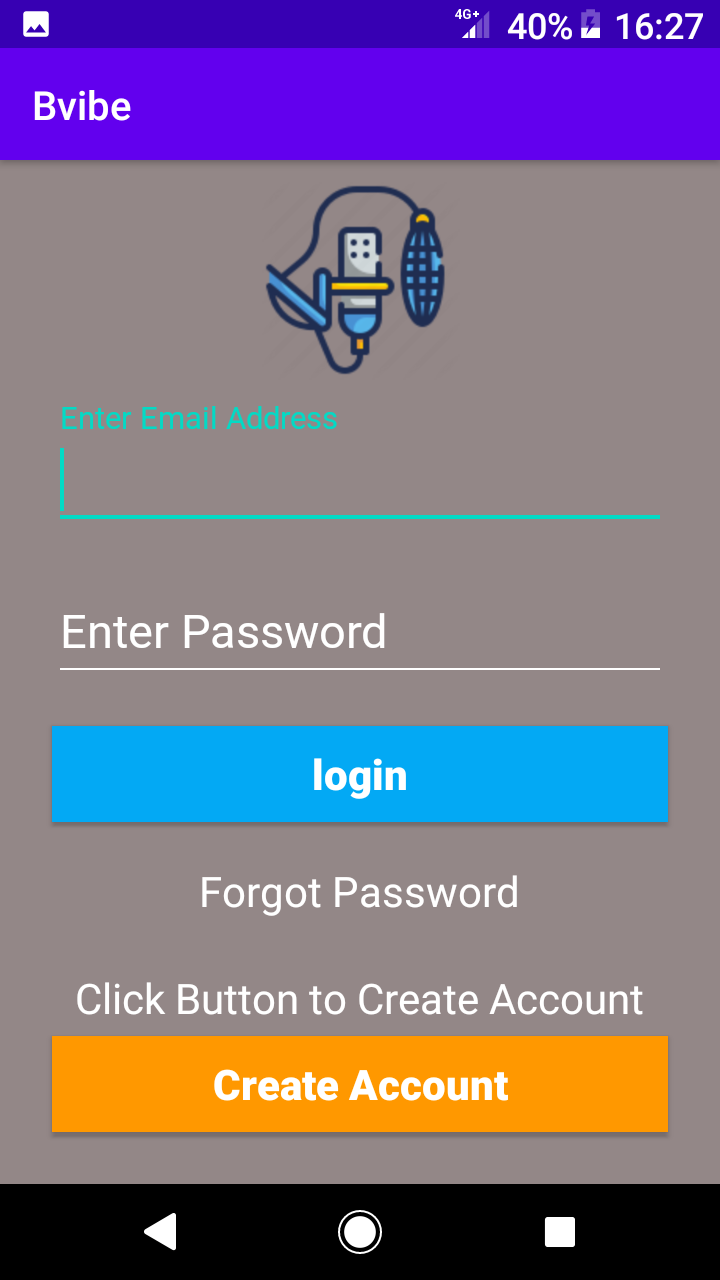 4G+ 40% 16:27
Bvibe
Enter Email Address
Enter Password
login
Forgot Password
Click Button to Create Account
Create Account